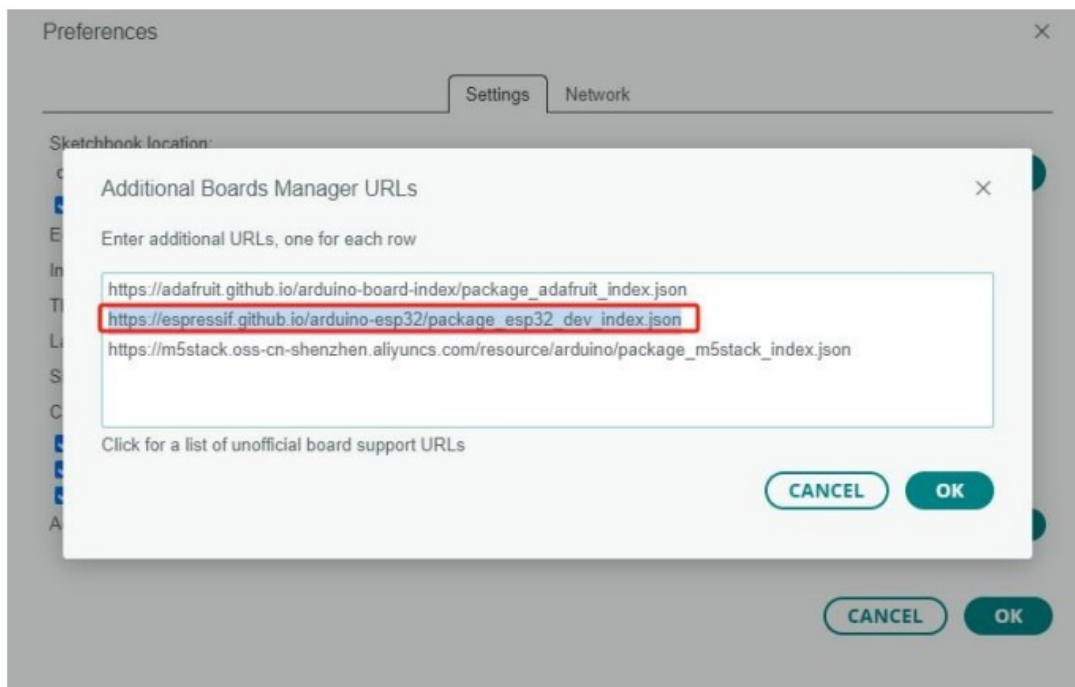 Preferences
Settings Network
Sketchbook location:
Additional Boards Manager URLs
Enter additional URLs, one for each row
https://adafruit.github.io/arduino-board-index/package_adafruit_index.json
https://espressif.github.io/arduino-esp32/package_esp32_dev_index.json
https://m5stack.oss-cn-shenzhen.aliyuncs.com/resource/arduino/package_m5stack_index.json
Click for a list of unofficial board support URLs
CANCEL OK
CANCEL OK